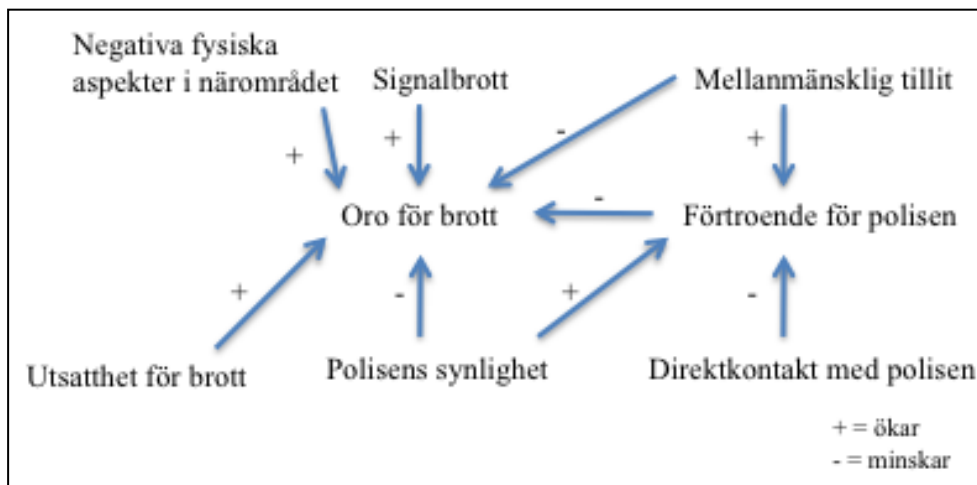 Negativa fysiska
aspekter i närområdet
Signalbrott
Mellanmänsklig tillit
+
+
-
+
Oro för brott
-
Förtroende för polisen
+
-
+
-
Utsatthet för brott
Polisens synlighet
Direktkontakt med polisen
+ = ökar
- = minskar